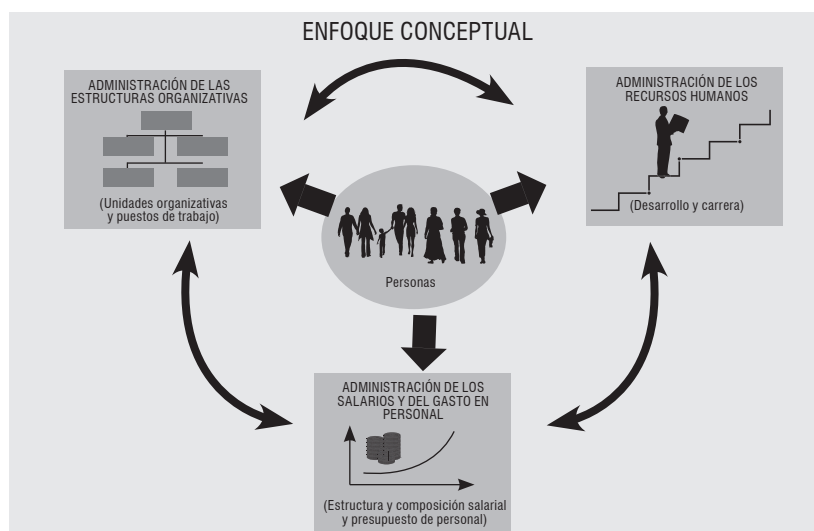 ENFOQUE CONCEPTUAL
ADMINISTRACIÓN DE LAS
ESTRUCTURAS ORGANIZATIVAS
(Unidades organizativas
y puestos de trabajo)
ADMINISTRACIÓN DE LOS
RECURSOS HUMANOS
(Desarrollo y carrera)
Personas
ADMINISTRACIÓN DE LOS
SALARIOS Y DEL GASTO EN
PERSONAL
(Estructura y composición salarial
y presupuesto de personal)